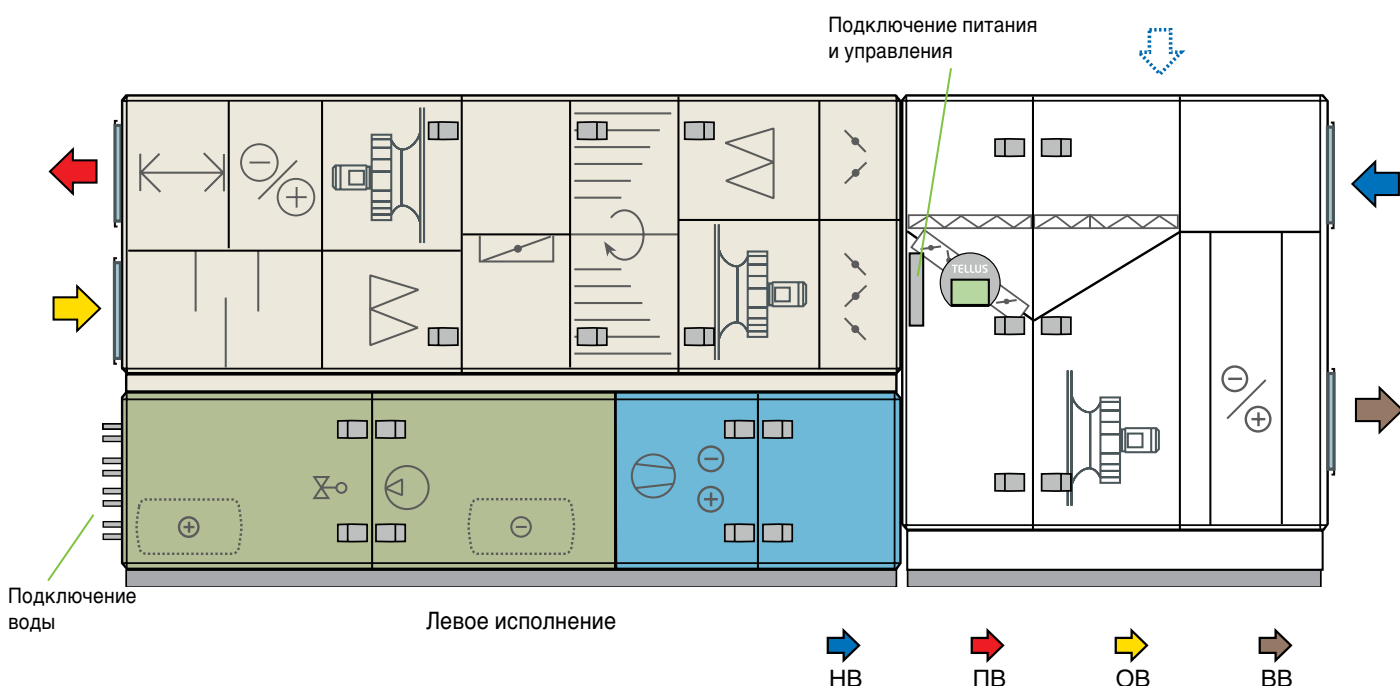 Подключение питания
и управления
TELLUS
Подключение
воды
Левое исполнение
НВ
ПВ
ОВ
ВВ